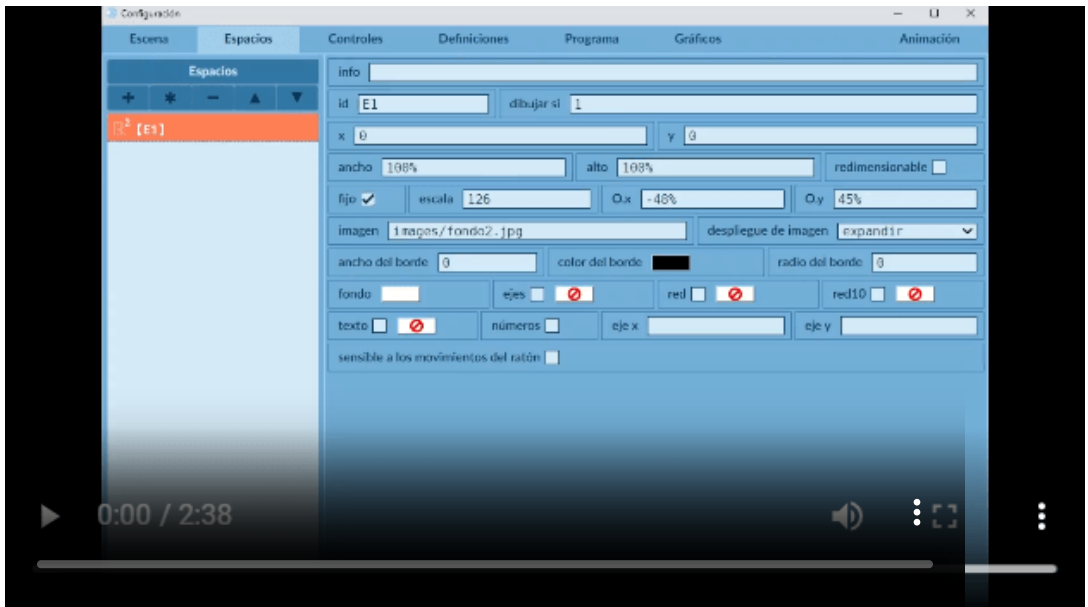 Configuración
Escena Espacios Controles Definiciones Programa Gráficos Animación
Espacios
info
id E1 dibujar si 1
[E1]
x 0 y 0
ancho 100% alto 100% redimensionable
fijo escala 126 O.x -48% O.y 45%
imagen images/fondo2.jpg despliegue de imagen expandir
ancho del borde 0 color del borde radio del borde 0
fondo ejes red red10
texto números eje x eje y
sensible a los movimientos del ratón
0:00 / 2:38